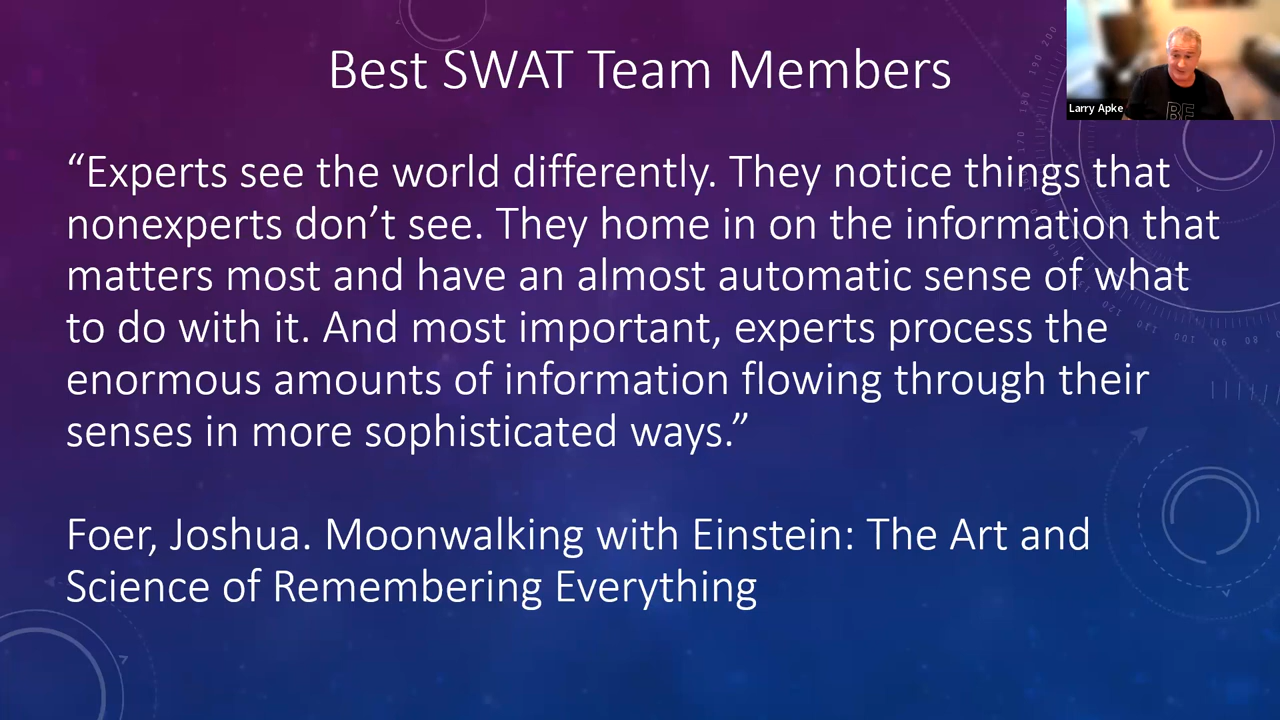 Best SWAT Team Members
Larry Apke
BE
“Experts see the world differently. They notice things that
nonexperts don’t see. They home in on the information that
matters most and have an almost automatic sense of what
to do with it. And most important, experts process the
enormous amounts of information flowing through their
senses in more sophisticated ways.”
Foer, Joshua. Moonwalking with Einstein: The Art and
Science of Remembering Everything